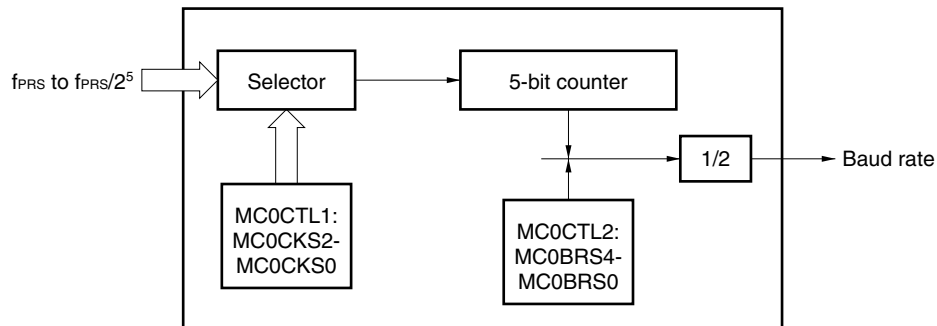 fPRS to fPRS/2⁵
Selector
5-bit counter
1/2
Baud rate
MC0CTL1:
MC0CKS2-
MC0CKS0
MC0CTL2:
MC0BRS4-
MC0BRS0